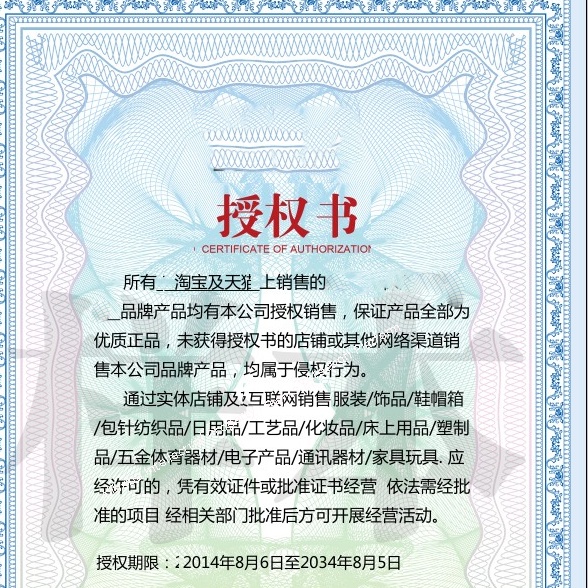 授权书
CERTIFICATE OF AUTHORIZATION
所有 淘宝及天猫 上销售的
品牌产品均有本公司授权销售，保证产品全部为
优质正品，未获得授权书的店铺或其他网络渠道销
售本公司品牌产品，均属于侵权行为。
通过实体店铺及互联网销售服装/饰品/鞋帽箱
/包针纺织品/日用品/工艺品/化妆品/床上用品/塑制
品/五金体育器材/电子产品/通讯器材/家具玩具. 应
经许可的，凭有效证件或批准证书经营 依法需经批
准的项目 经相关部门批准后方可开展经营活动。
授权期限：2014年8月6日至2034年8月5日
样本